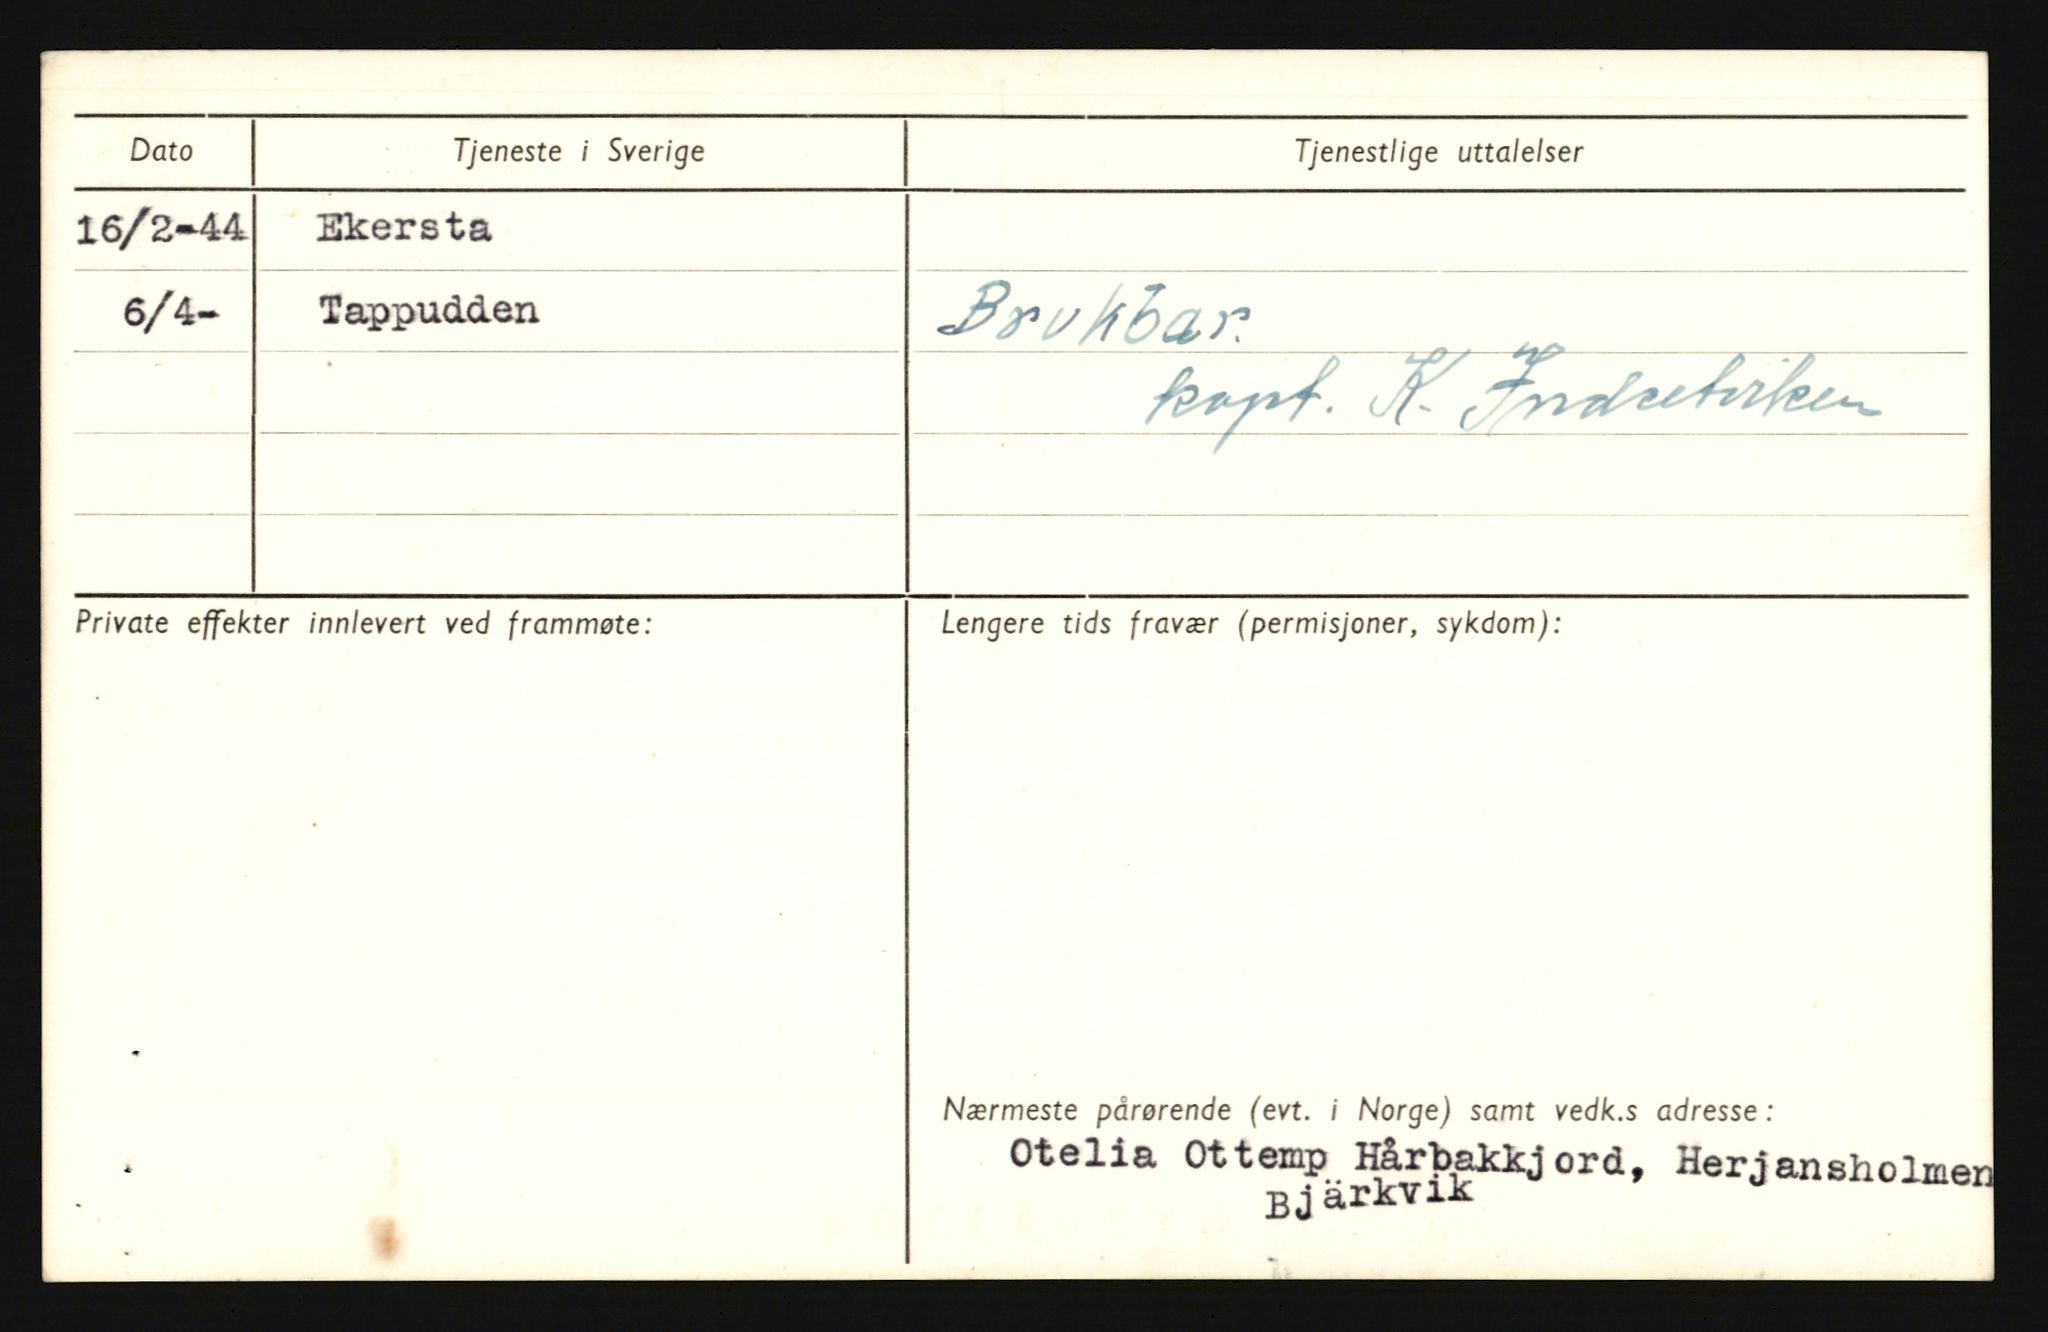 Dato Tjeneste i Sverige Tjenestlige uttalelser
16/2-44 Ekersta
6/4- Tappudden Brukbar.
kapt. K. Indretviken
Private effekter innlevert ved frammøte:
Lengere tids fravær (permisjoner, sykdom):
Nærmeste pårørende (evt. i Norge) samt vedk.s adresse:
Otelia Ottemp Hårbakkjord, Herjansholmen
Bjärkvik